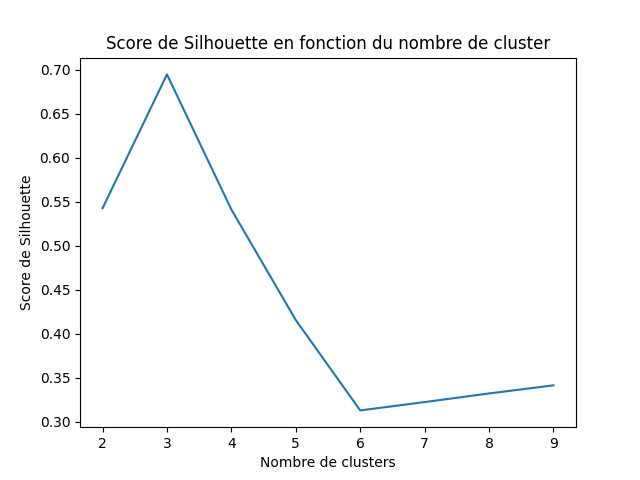 Score de Silhouette en fonction du nombre de cluster
Score de Silhouette
0.70
0.65
0.60
0.55
0.50
0.45
0.40
0.35
0.30
2 3 4 5 6 7 8 9
Nombre de clusters